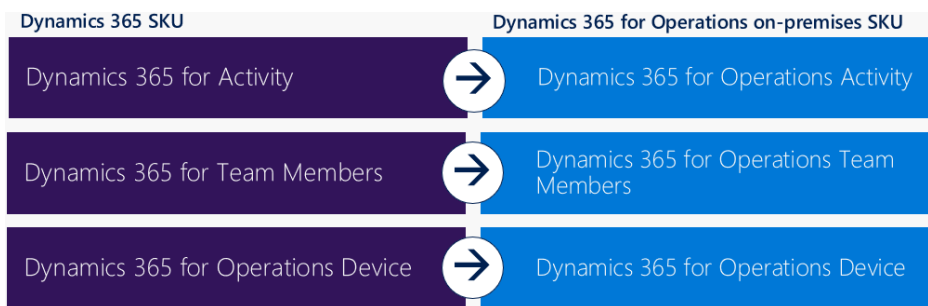 Dynamics 365 SKU
Dynamics 365 for Operations on-premises SKU
Dynamics 365 for Activity
Dynamics 365 for Operations Activity
Dynamics 365 for Team Members
Dynamics 365 for Operations Team
Members
Dynamics 365 for Operations Device
Dynamics 365 for Operations Device